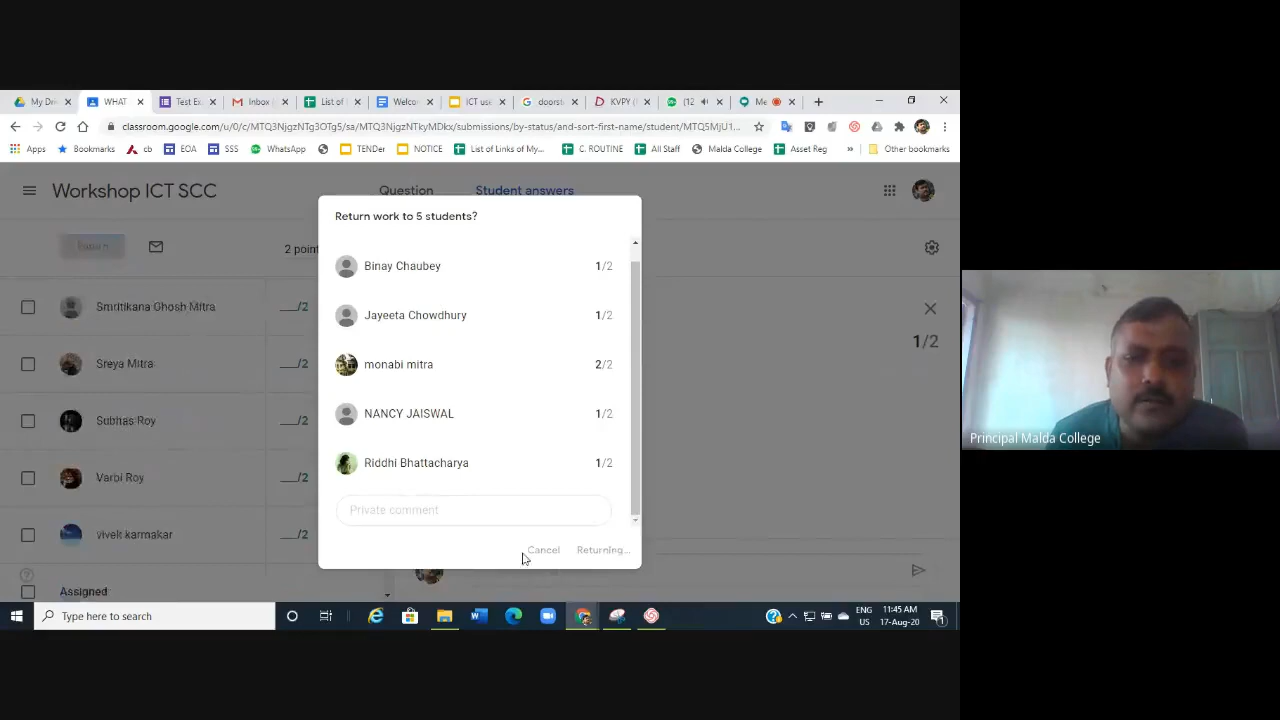 My Dri
WHAT
Test Ex
Inbox (
List of
Welco
ICT use
doorst
KVPY (
(12
Me
classroom.google.com/u/0/c/MTQ3NjgzNTg3OTg5/sa/MTQ3NjgzNTkyMDkx/submissions/by-status/and-sort-first-name/student/MTQ5MjU1...
Apps
Bookmarks
cb
EOA
SSS
WhatsApp
TENDer
NOTICE
List of Links of My...
C. ROUTINE
All Staff
Malda College
Asset Reg
»
Other bookmarks
Workshop ICT SCC
Question
Student answers
Return work to 5 students?
2 point
Binay Chaubey 1/2
Smritikana Ghosh Mitra __/2
Jayeeta Chowdhury 1/2
1/2
Sreya Mitra __/2
monabi mitra 2/2
Subhas Roy __/2
NANCY JAISWAL 1/2
Varbi Roy __/2
Riddhi Bhattacharya 1/2
Private comment
vivek karmakar __/2
Cancel
Returning...
Assigned
Principal Malda College
Type here to search
ENG
US
11:45 AM
17-Aug-20
1